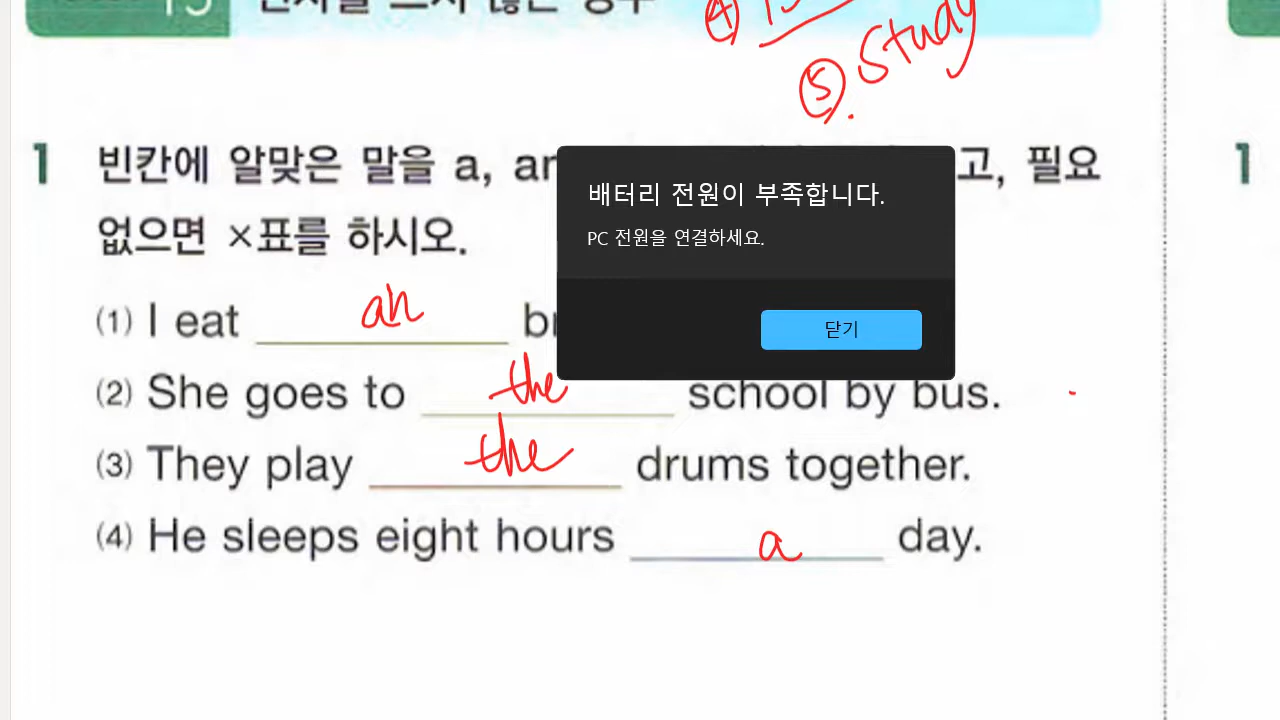 15
④
⑤ Study
1 빈칸에 알맞은 말을 a, 고, 필요 1
없으면 ×표를 하시오.
배터리 전원이 부족합니다.
PC 전원을 연결하세요.
닫기
(1) I eat an
(2) She goes to the school by bus.
(3) They play the drums together.
(4) He sleeps eight hours a day.